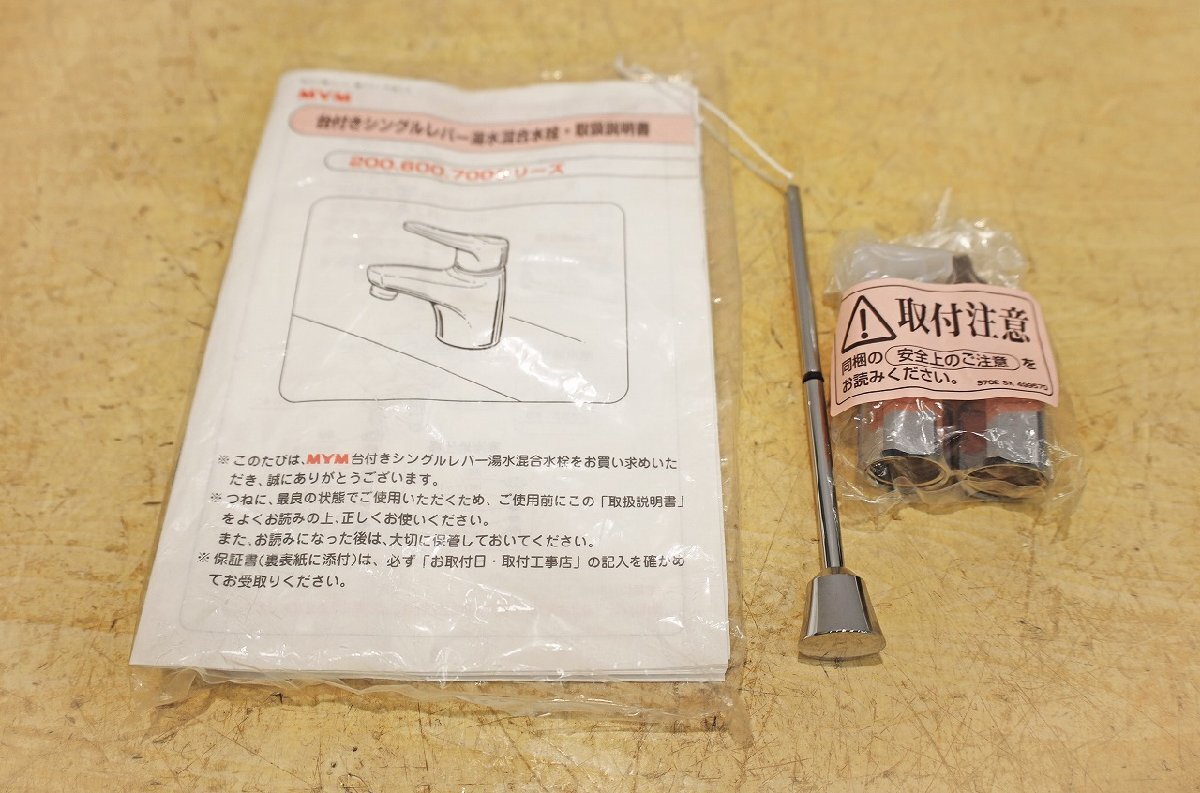 MYM
台付きシングルレバー湯水混合水栓・取扱説明書
200.600.700シリーズ
※このたびは、MYM台付きシングルレバー湯水混合水栓をお買い求めいた
だき、誠にありがとうございます。
※つねに、最良の状態でご使用いただくため、ご使用前にこの「取扱説明書」
をよくお読みの上、正しくお使いください。
また、お読みになった後は、大切に保管しておいてください。
※保証書(裏表紙に添付)は、必ず「お取付日・取付工事店」の記入を確かめ
てお受取りください。
取付注意
同梱の 安全上のご注意 を
お読みください。